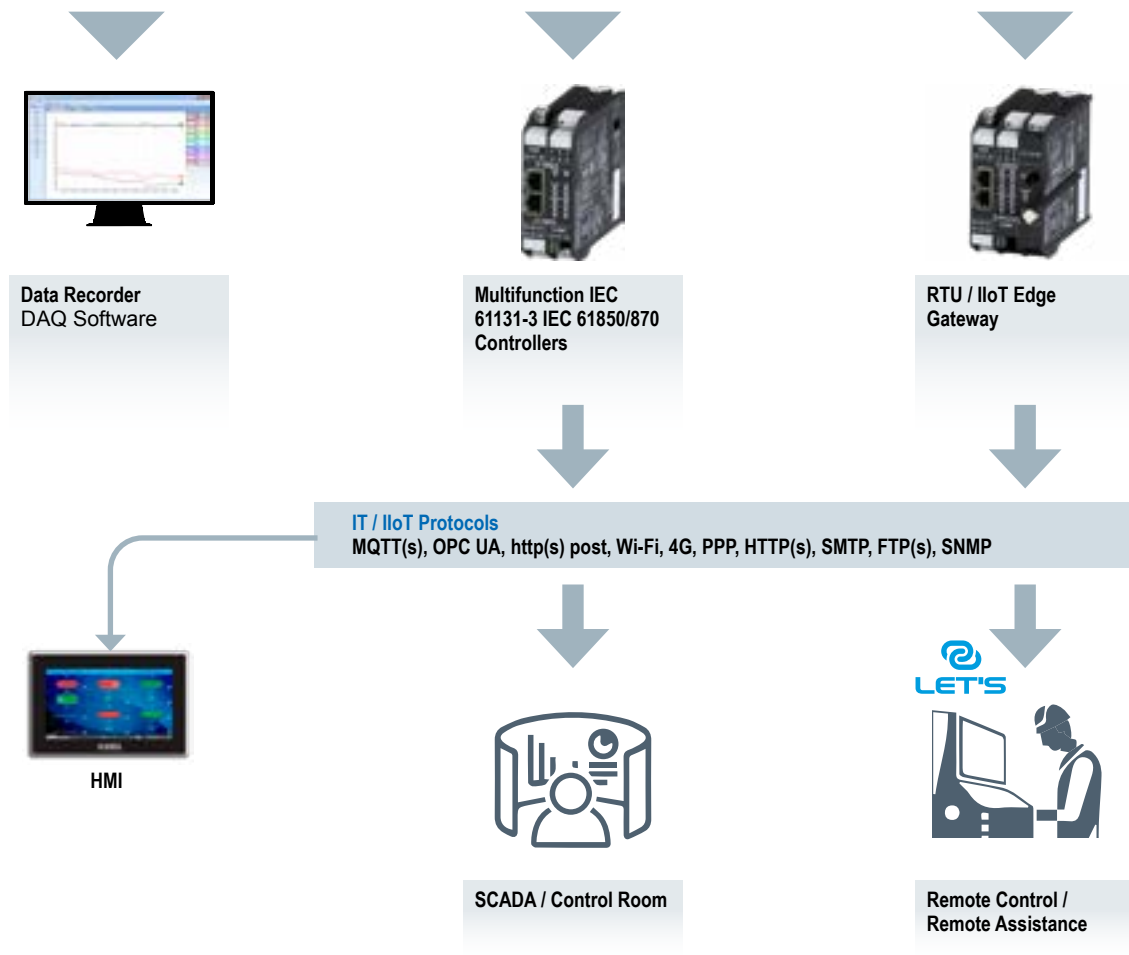 Data Recorder
DAQ Software
Multifunction IEC
61131-3 IEC 61850/870
Controllers
RTU / IIoT Edge
Gateway
IT / IIoT Protocols
MQTT(s), OPC UA, http(s) post, Wi-Fi, 4G, PPP, HTTP(s), SMTP, FTP(s), SNMP
LET'S
HMI
SCADA / Control Room
Remote Control /
Remote Assistance